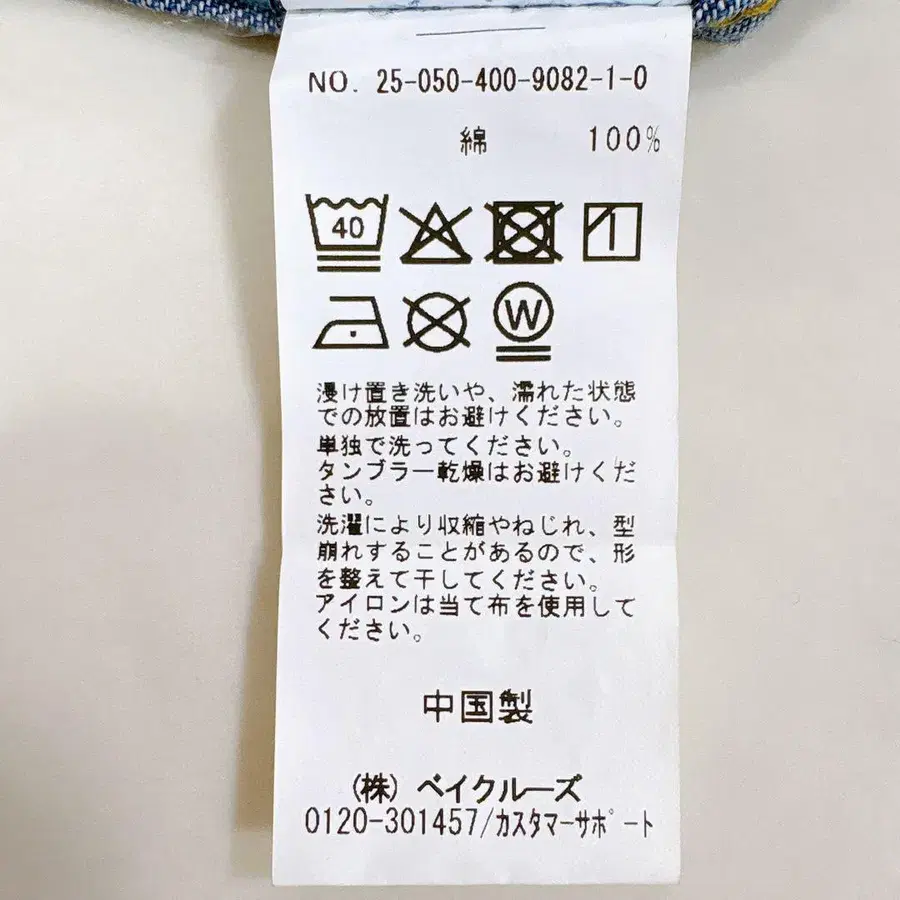 NO. 25-050-400-9082-1-0
綿 100%
40
W
浸け置き洗いや、濡れた状態
での放置はお避けください。
単独で洗ってください。
タンブラー乾燥はお避けくだ
さい。
洗濯により収縮やねじれ、型
崩れすることがあるので、形
を整えて干してください。
アイロンは当て布を使用して
ください。
中国製
(株) ベイクルーズ
0120-301457/カスタマーサポート